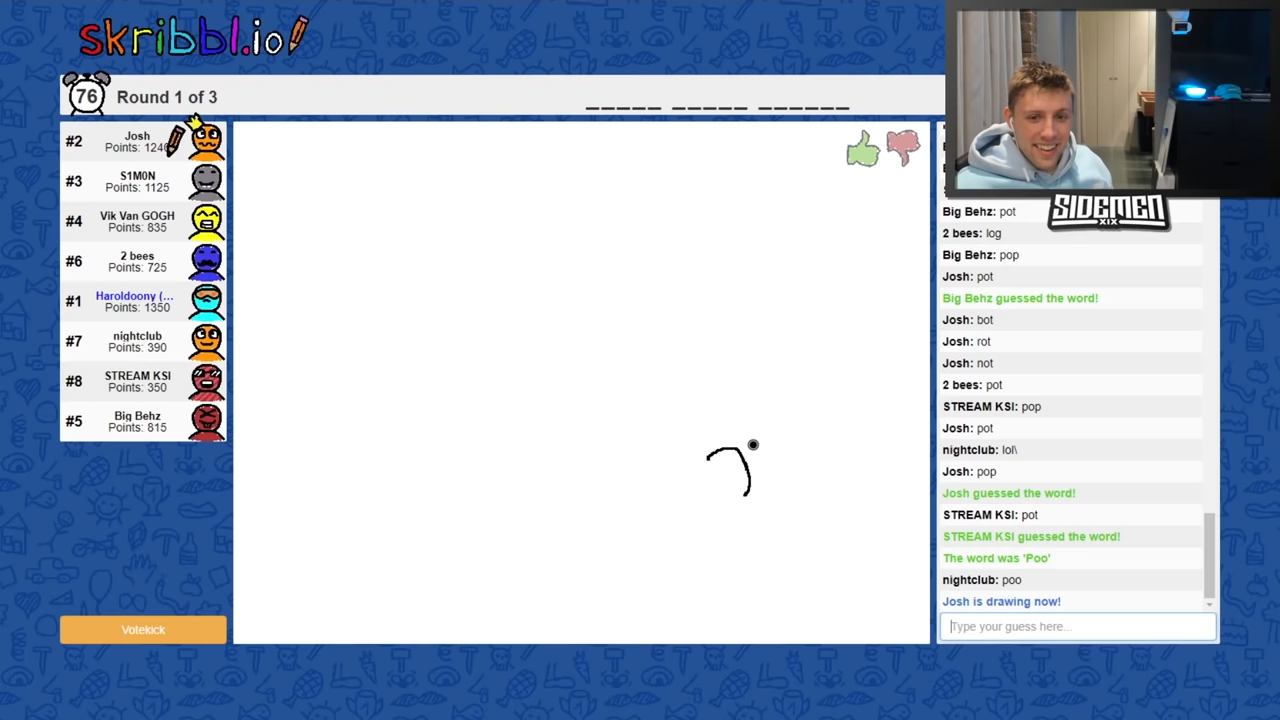 skribbl.io
76
Round 1 of 3
_____ _____ ______
#2
Josh
Points: 1240
#3
S1M0N
Points: 1125
#4
Vik Van GOGH
Points: 835
#6
2 bees
Points: 725
#1
Haroldoony (...
Points: 1350
#7
nightclub
Points: 390
#8
STREAM KSI
Points: 350
#5
Big Behz
Points: 815
Votekick
SIDEMEN
XIX
Big Behz: pot
2 bees: log
Big Behz: pop
Josh: pot
Big Behz guessed the word!
Josh: bot
Josh: rot
Josh: not
2 bees: pot
STREAM KSI: pop
Josh: pot
nightclub: lol\
Josh: pop
Josh guessed the word!
STREAM KSI: pot
STREAM KSI guessed the word!
The word was 'Poo'
nightclub: poo
Josh is drawing now!
Type your guess here...